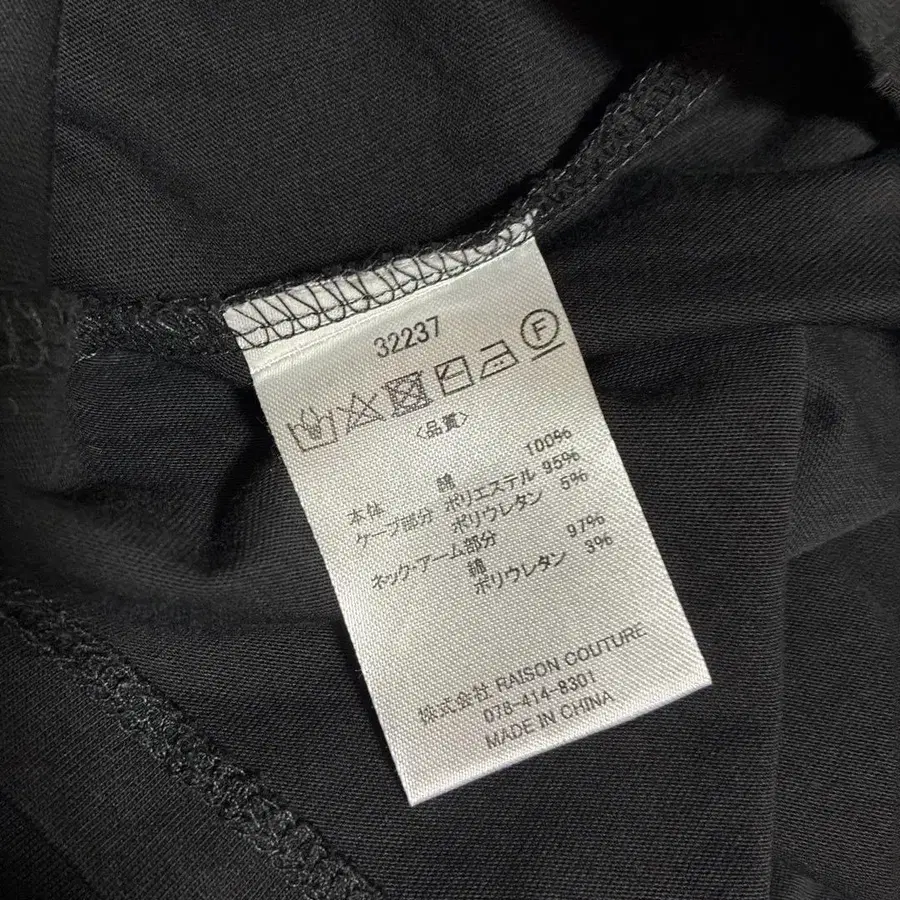 32237
F
〈品質〉
本体 綿 100%
ケープ部分 ポリエステル 95%
ポリウレタン 5%
ネック・アーム部分
綿 97%
ポリウレタン 3%
株式会社 RAISON COUTURE
078-414-8301
MADE IN CHINA